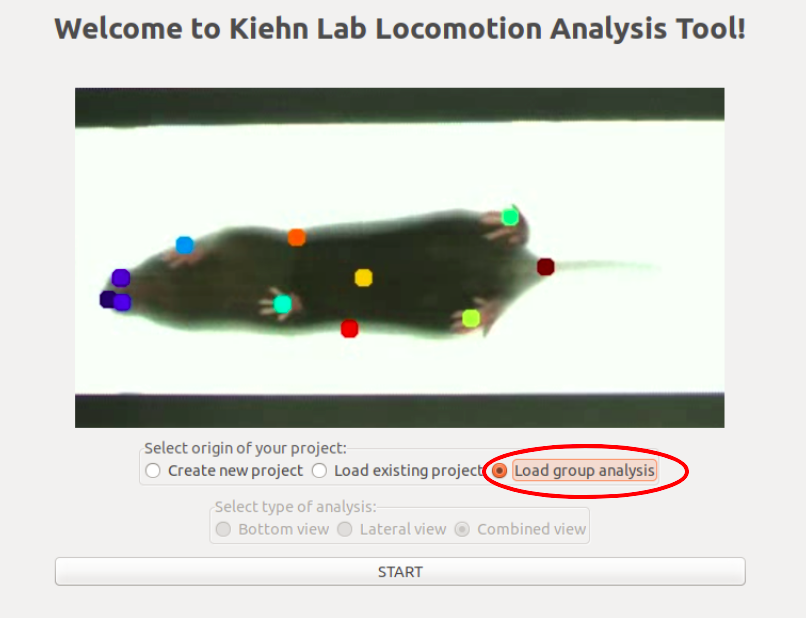 Welcome to Kiehn Lab Locomotion Analysis Tool!
Select origin of your project:
Create new project Load existing project Load group analysis
Select type of analysis:
Bottom view Lateral view Combined view
START